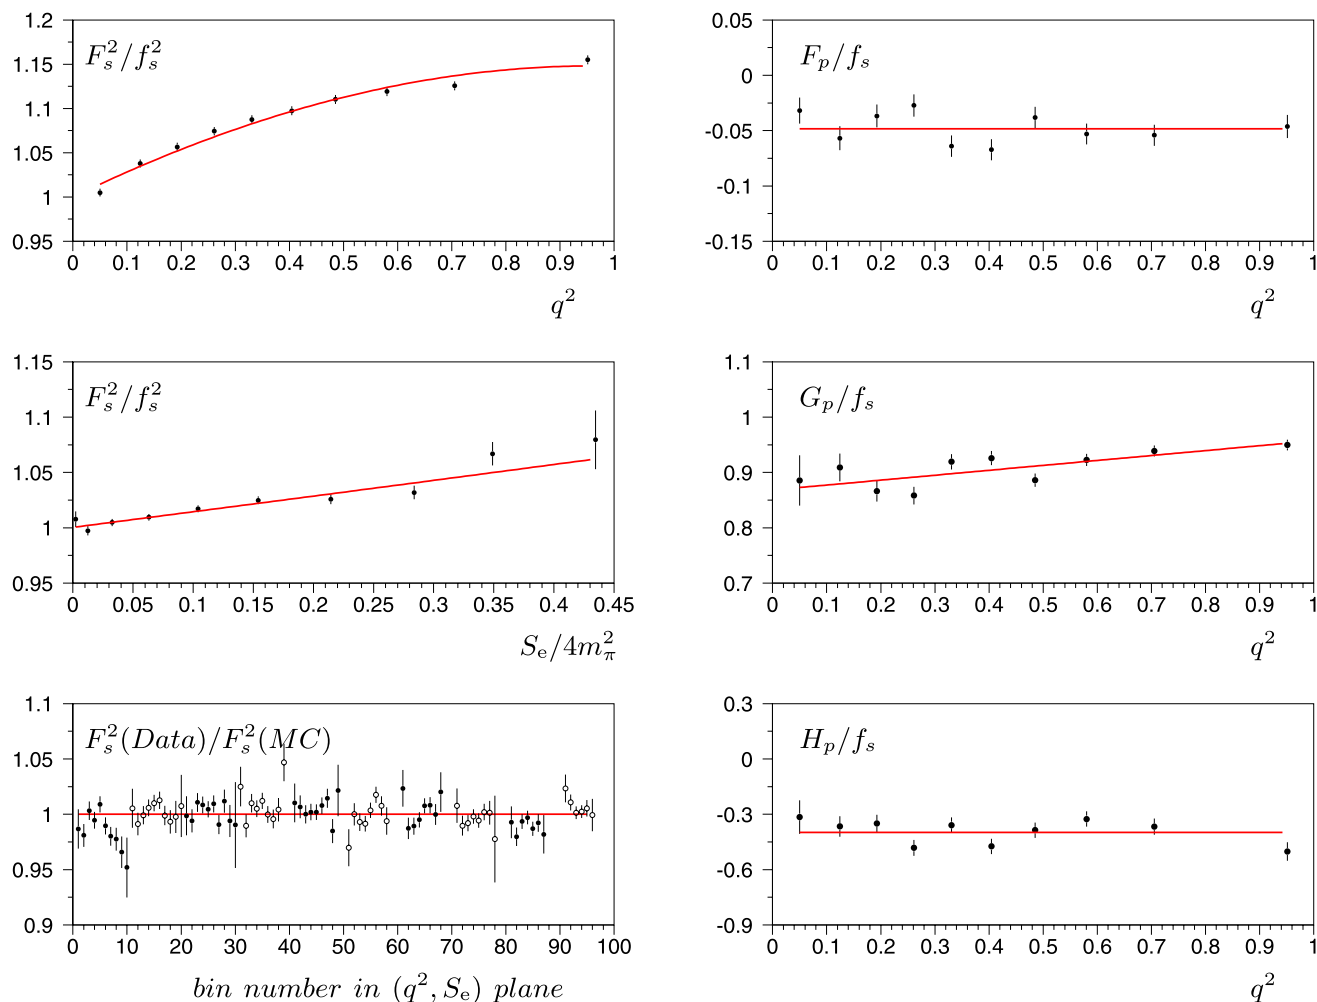 1.2
1.15
1.1
1.05
1
0.95
F_s^2/f_s^2
0 0.1 0.2 0.3 0.4 0.5 0.6 0.7 0.8 0.9 1
q^2
0.05
0
-0.05
-0.1
-0.15
F_p/f_s
0 0.1 0.2 0.3 0.4 0.5 0.6 0.7 0.8 0.9 1
q^2
1.15
1.1
1.05
1
0.95
F_s^2/f_s^2
0 0.05 0.1 0.15 0.2 0.25 0.3 0.35 0.4 0.45
S_e/4m_π^2
1.1
1
0.9
0.8
0.7
G_p/f_s
0 0.1 0.2 0.3 0.4 0.5 0.6 0.7 0.8 0.9 1
q^2
1.1
1.05
1
0.95
0.9
F_s^2(Data)/F_s^2(MC)
0 10 20 30 40 50 60 70 80 90 100
bin number in (q^2, S_e) plane
0.3
0
-0.3
-0.6
-0.9
H_p/f_s
0 0.1 0.2 0.3 0.4 0.5 0.6 0.7 0.8 0.9 1
q^2